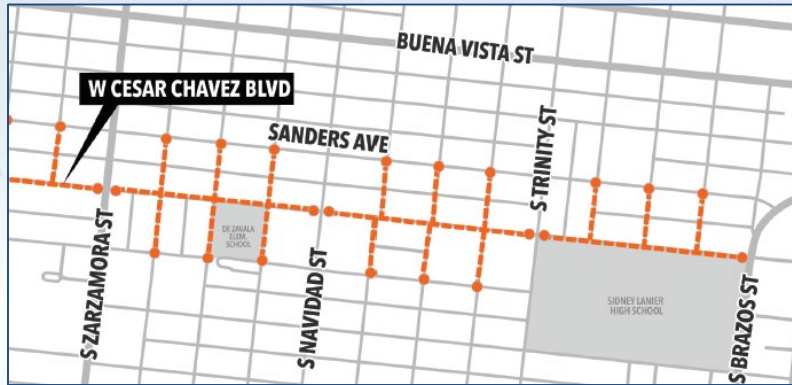 BUENA VISTA ST
W CESAR CHAVEZ BLVD
SANDERS AVE
S TRINITY ST
S ZARZAMORA ST
DE ZAVALA
ELEM.
SCHOOL
S NAVIDAD ST
SIDNEY LANIER
HIGH SCHOOL
S BRAZOS ST